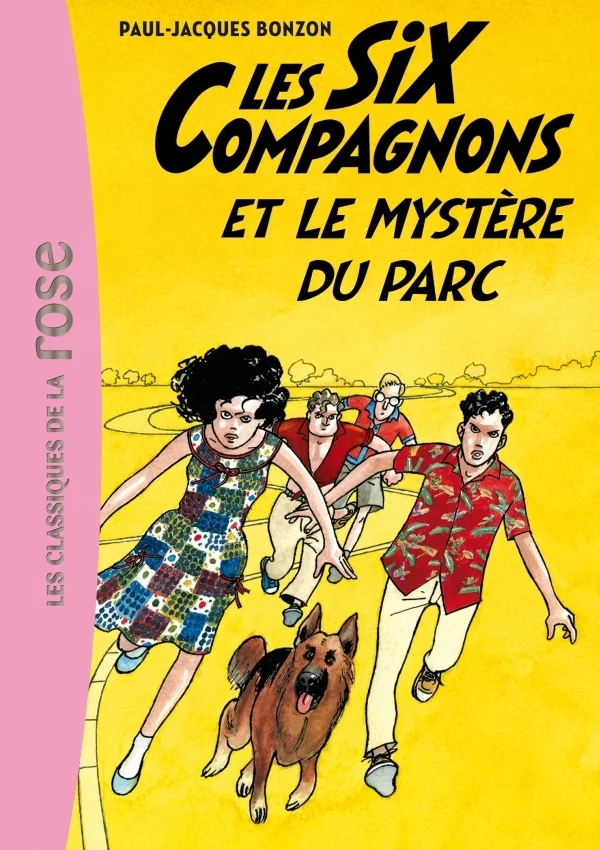 PAUL-JACQUES BONZON
LES SiX
COMPAGNONS
ET LE MYSTÈRE
DU PARC
LES CLASSIQUES DE LA rose